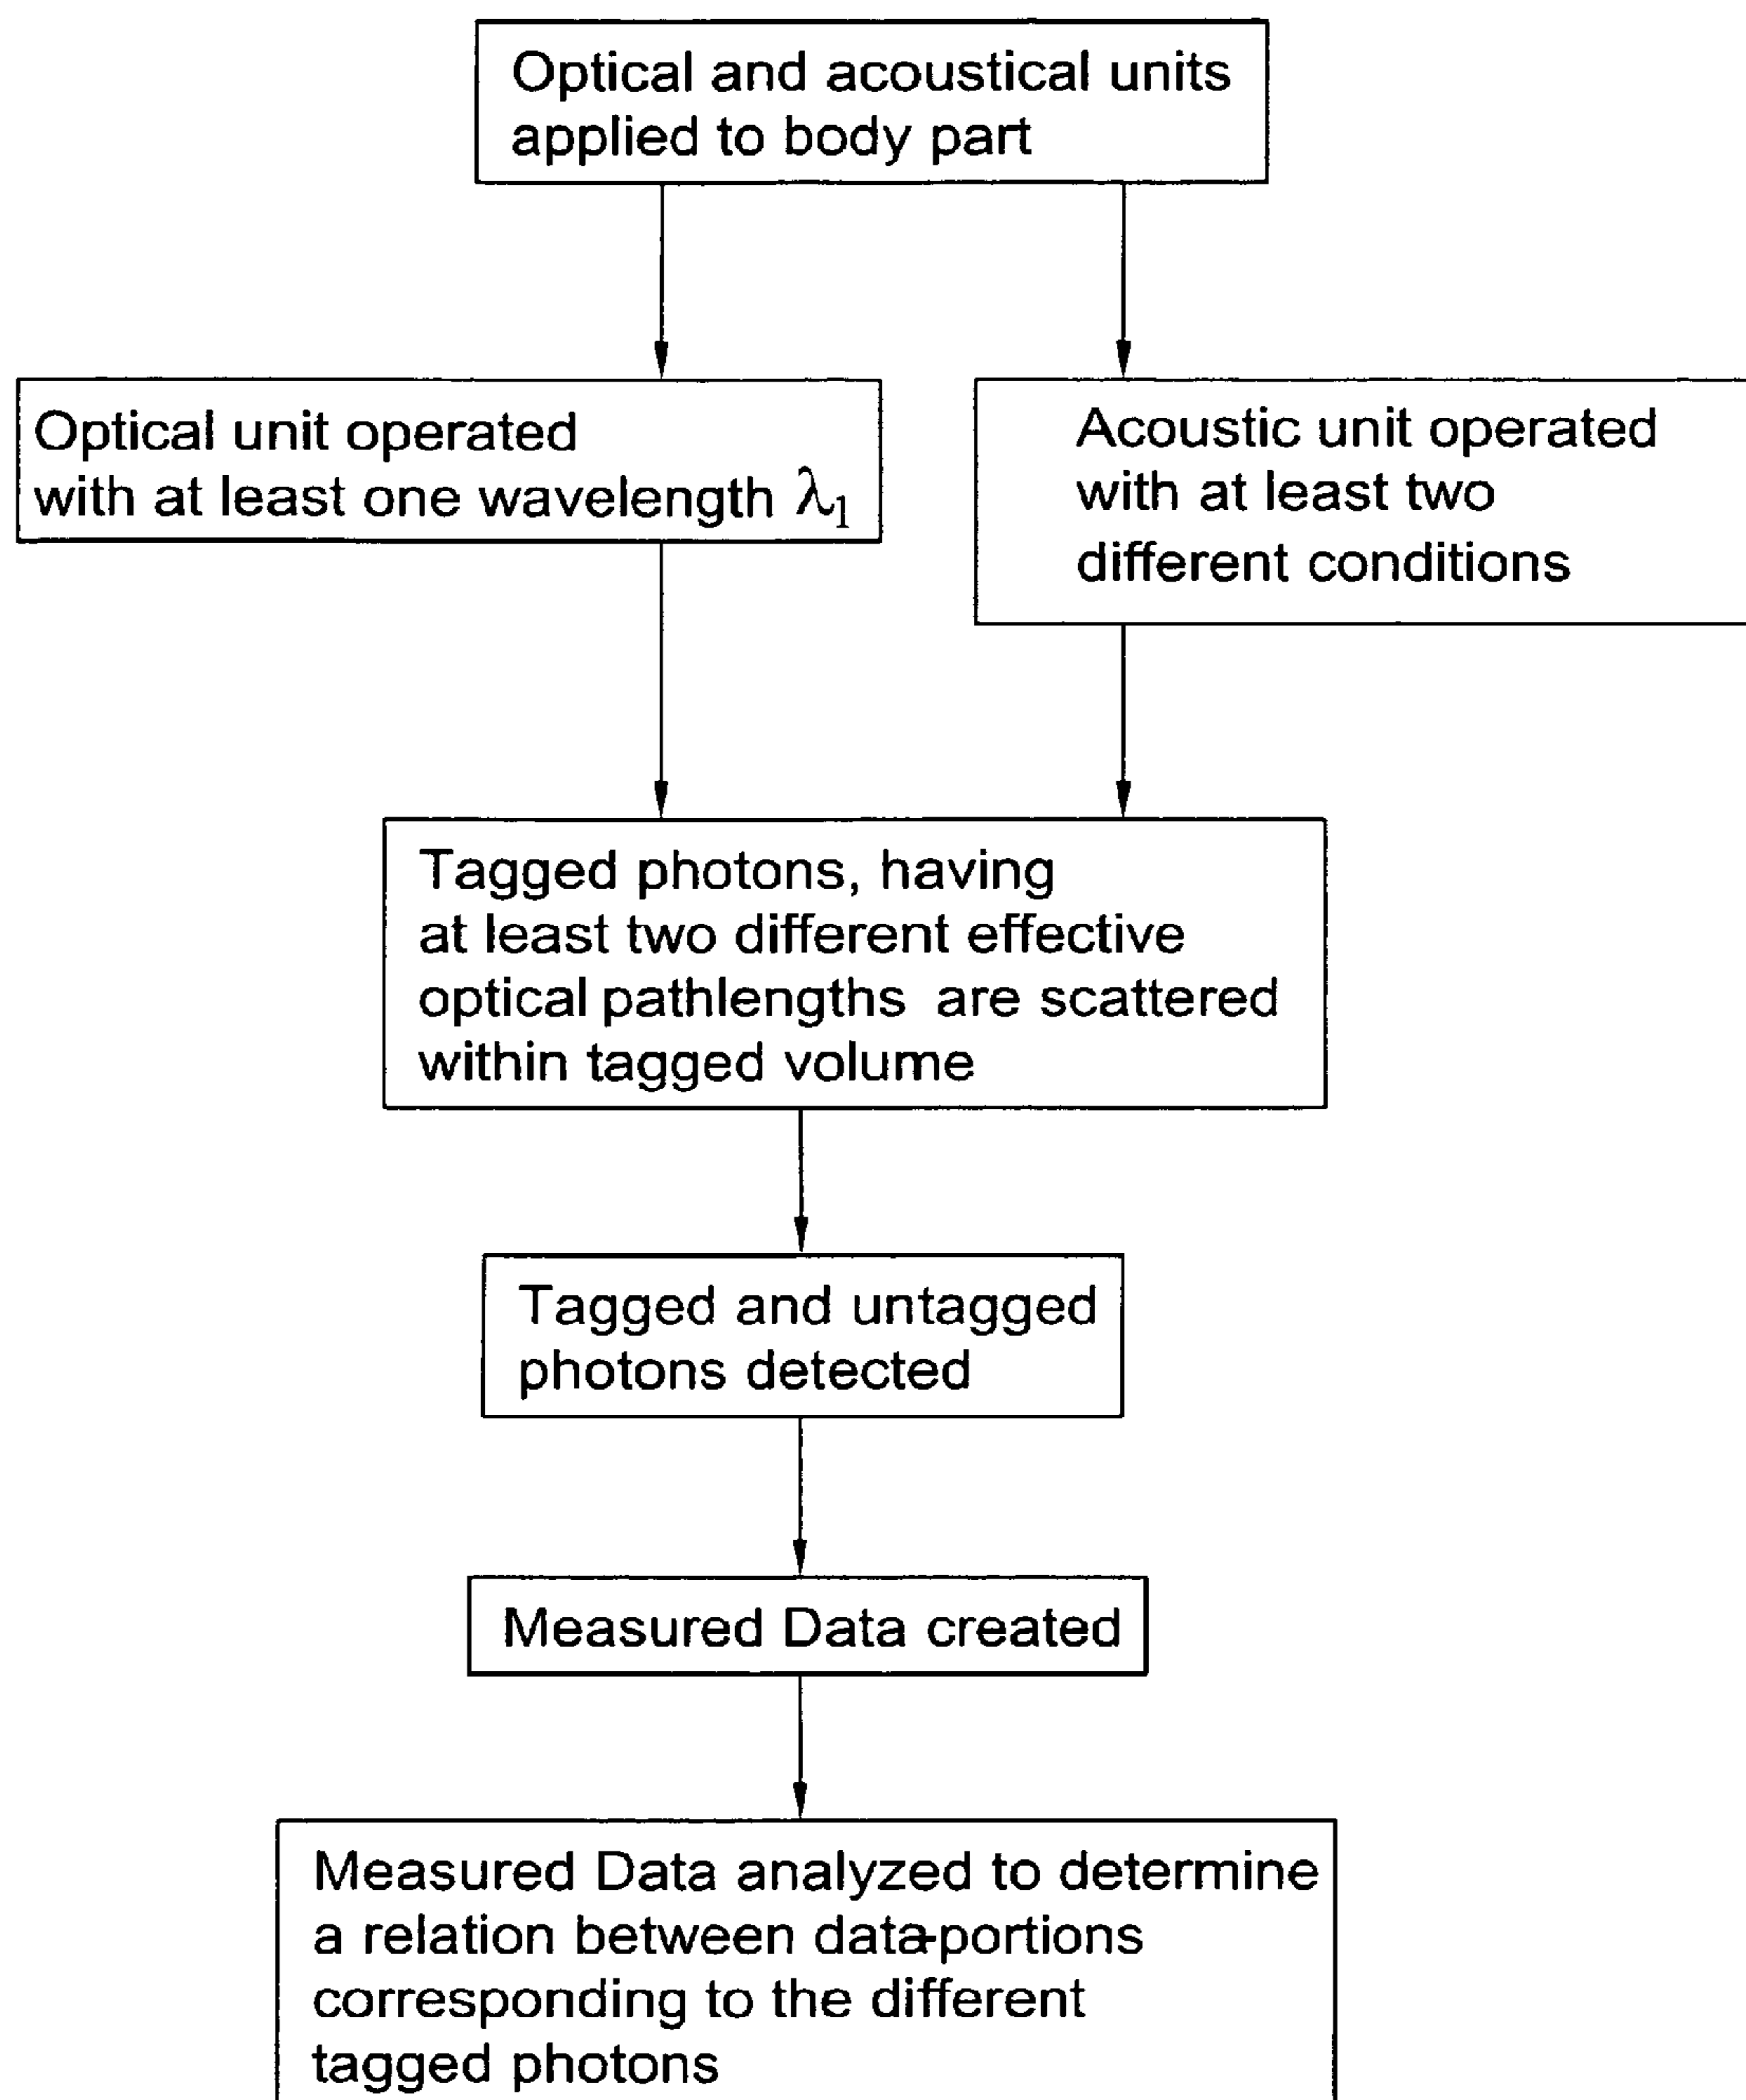 Optical and acoustical units
applied to body part
Optical unit operated
with at least one wavelength λ₁
Acoustic unit operated
with at least two
different conditions
Tagged photons, having
at least two different effective
optical pathlengths are scattered
within tagged volume
Tagged and untagged
photons detected
Measured Data created
Measured Data analyzed to determine
a relation between data-portions
corresponding to the different
tagged photons